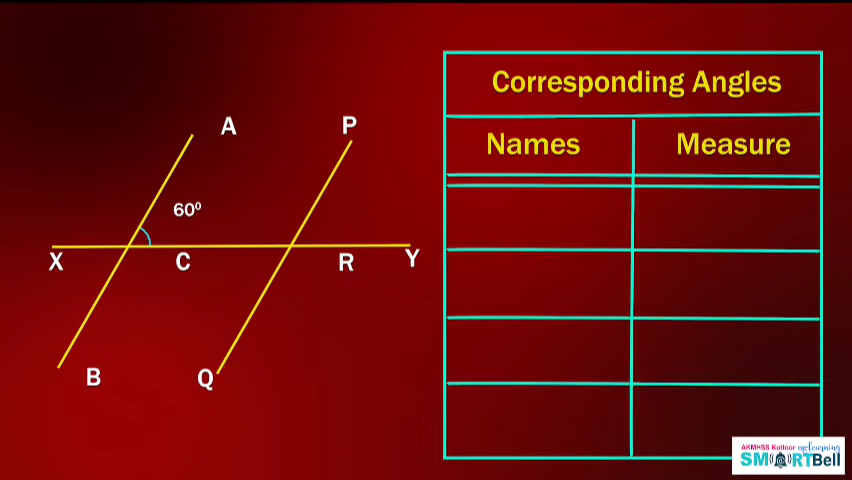 A
P
60⁰
X
C
R
Y
B
Q
Corresponding Angles
Names Measure
AKMHSS Kottoor
SMARTBell